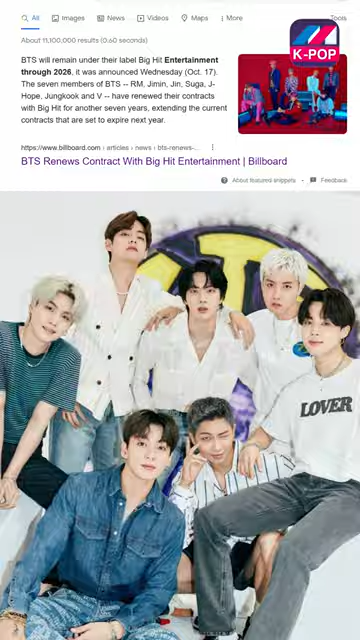 All Images News Videos Maps More Tools
K-POP
About 11,100,000 results (0.60 seconds)
BTS will remain under their label Big Hit Entertainment
through 2026, it was announced Wednesday (Oct. 17).
The seven members of BTS -- RM, Jimin, Jin, Suga, J-
Hope, Jungkook and V -- have renewed their contracts
with Big Hit for another seven years, extending the current
contracts that are set to expire next year.
https://www.billboard.com › articles › news › bts-renews-...
BTS Renews Contract With Big Hit Entertainment | Billboard
About featured snippets • Feedback
LOVER